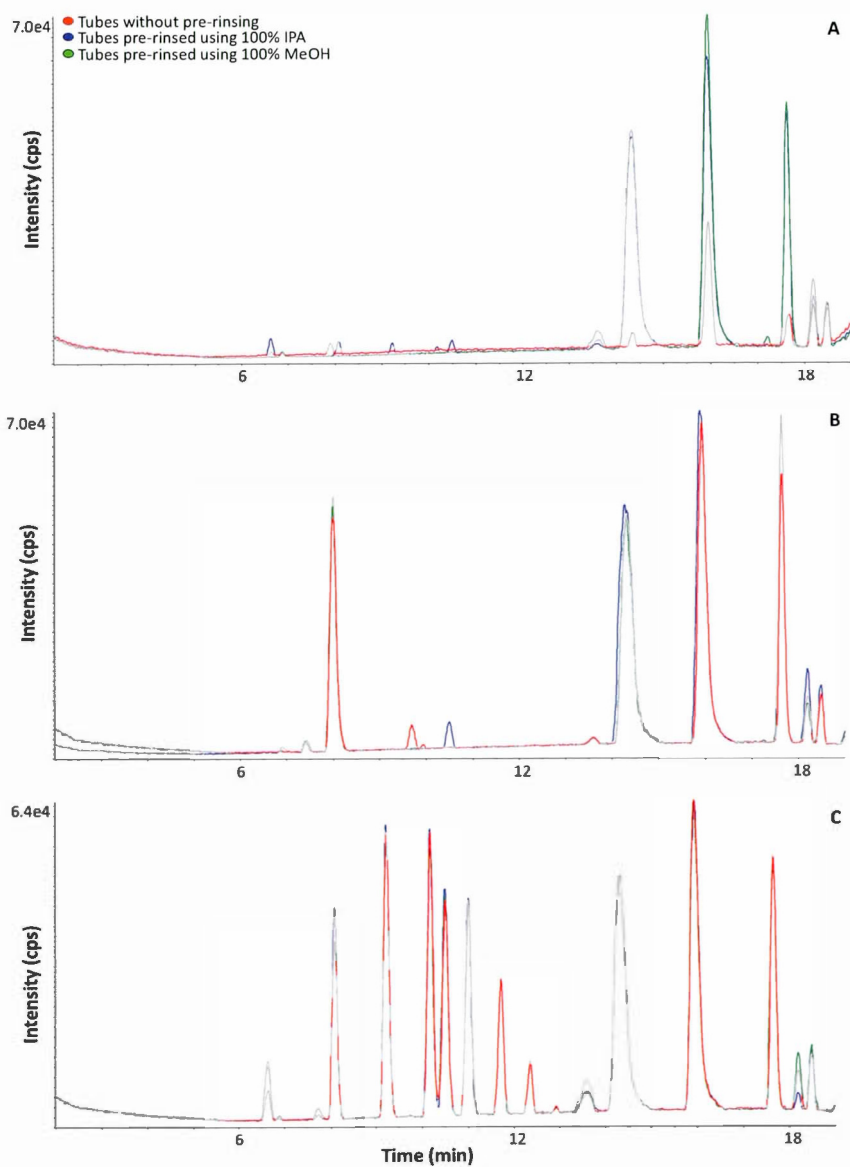 Tubes without pre-rinsing
Tubes pre-rinsed using 100% IPA
Tubes pre-rinsed using 100% MeOH
7.0e4
A
Intensity (cps)
6
12
18
7.0e4
B
Intensity (cps)
6
12
18
6.4e4
C
Intensity (cps)
6
12
18
Time (min)